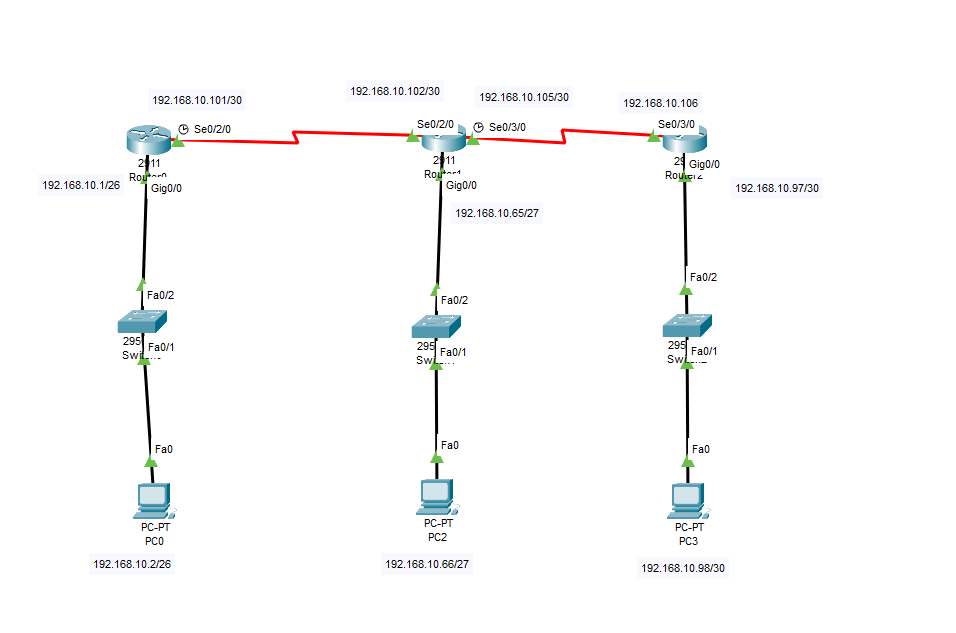 192.168.10.102/30
192.168.10.101/30
192.168.10.105/30
192.168.10.106
Se0/2/0
Se0/2/0
Se0/3/0
Se0/3/0
2911
2911
Gig0/0
192.168.10.1/26
Gig0/0
Gig0/0
192.168.10.97/30
192.168.10.65/27
Fa0/2
Fa0/2
Fa0/2
Fa0/1
Fa0/1
Fa0/1
Fa0
Fa0
Fa0
PC-PT
PC0
PC-PT
PC2
PC-PT
PC3
192.168.10.2/26
192.168.10.66/27
192.168.10.98/30